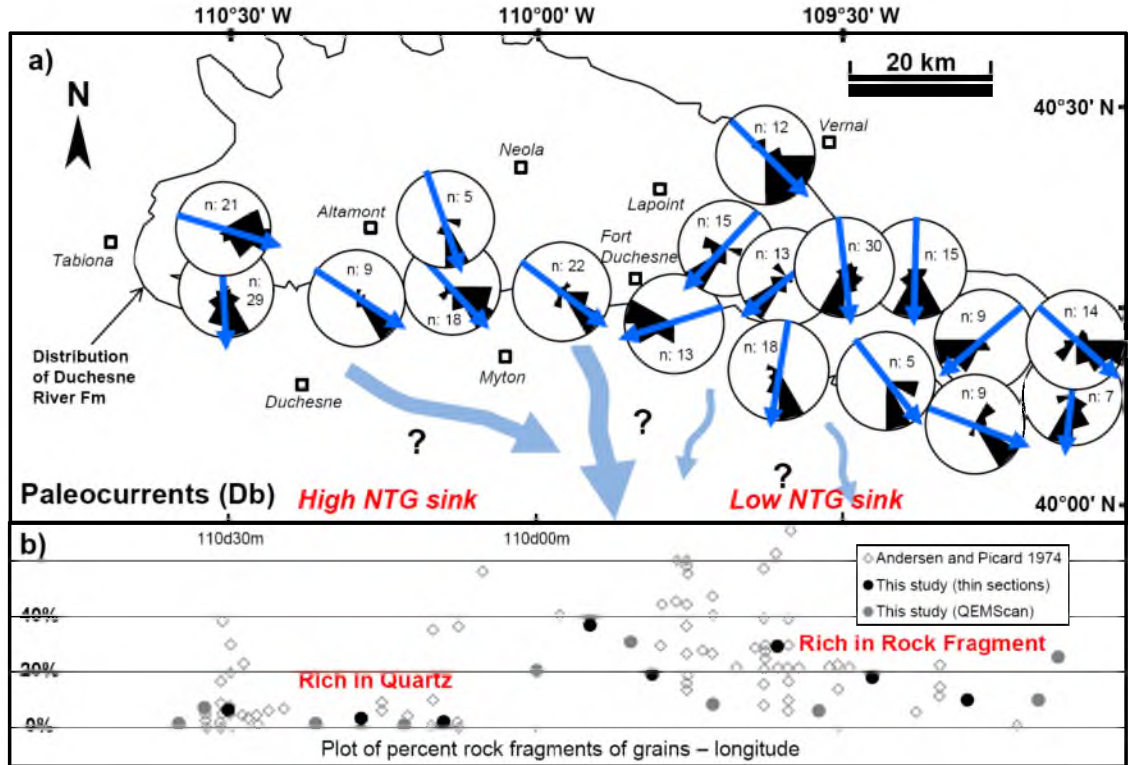 110°30' W
110°00' W
109°30' W
a)
20 km
N
40°30' N
n: 12
Vernal
Neola
n: 5
Lapoint
n: 21
Altamont
n: 15
Fort
Duchesne
n: 13
n: 30
n: 15
Tabiona
n: 9
n: 22
n:
29
n: 18
n: 9
n: 14
n: 13
n: 18
n: 5
n: 9
n: 7
Distribution
of Duchesne
River Fm
Myton
Duchesne
?
?
?
Paleocurrents (Db)
High NTG sink
Low NTG sink
40°00' N
b)
110d30m
110d00m
Andersen and Picard 1974
This study (thin sections)
This study (QEMScan)
40%
Rich in Rock Fragment
20%
Rich in Quartz
0%
Plot of percent rock fragments of grains – longitude